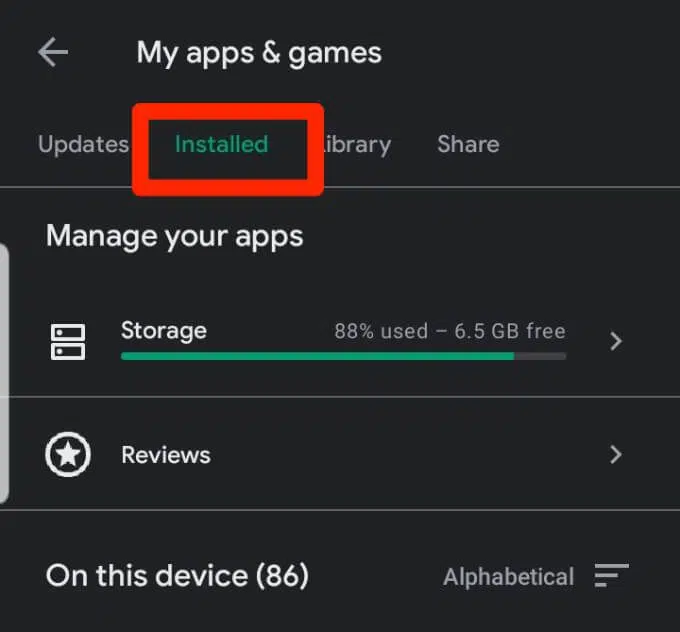 My apps & games
Updates Installed ibrary Share
Manage your apps
Storage 88% used – 6.5 GB free
Reviews
On this device (86) Alphabetical